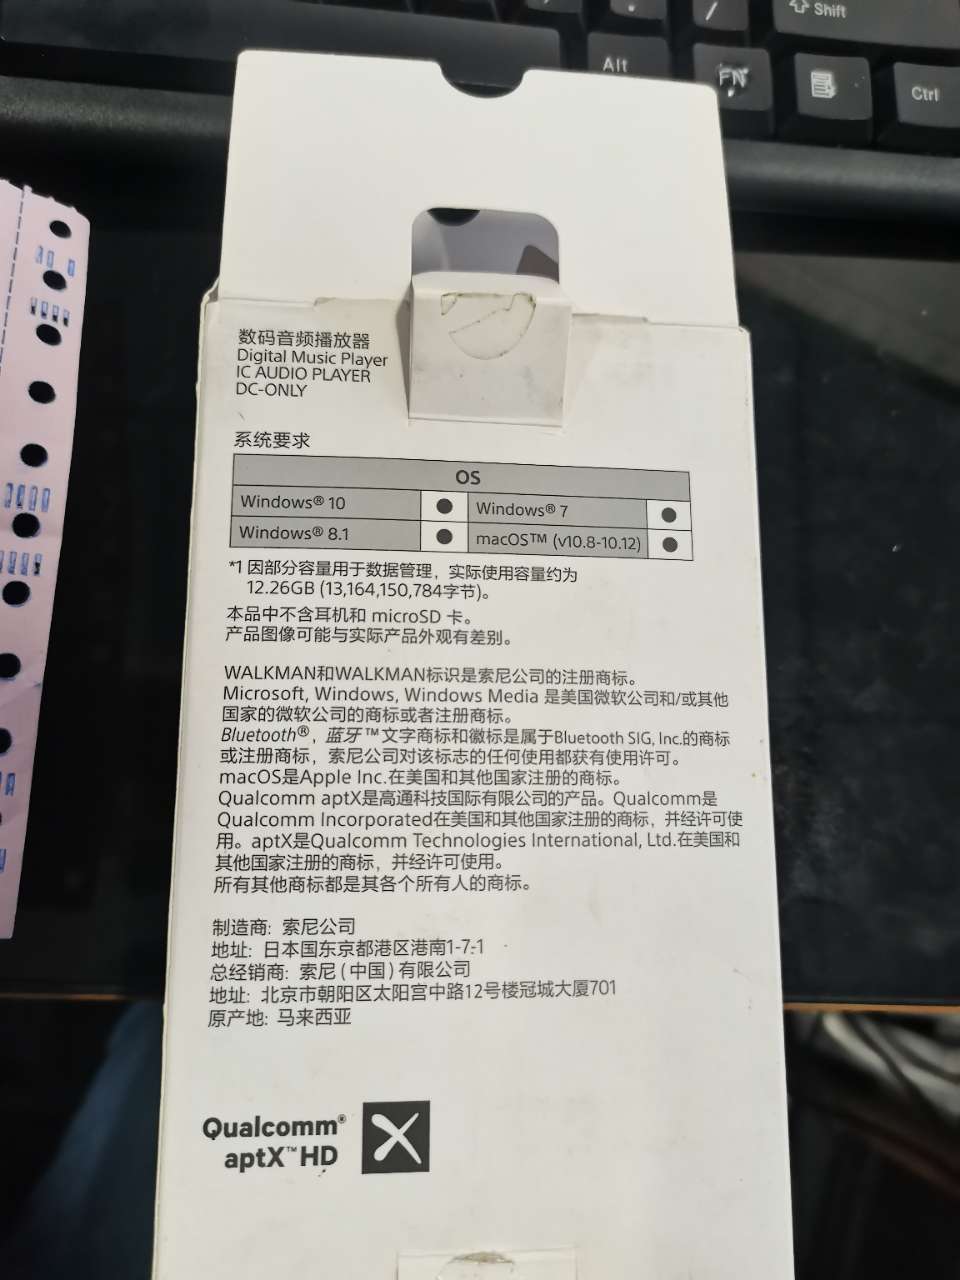 Shift
Alt
FN
Ctrl
数码音频播放器
Digital Music Player
IC AUDIO PLAYER
DC-ONLY
系统要求
OS
Windows® 10 ● Windows® 7 ●
Windows® 8.1 ● macOS™ (v10.8-10.12) ●
*1 因部分容量用于数据管理，实际使用容量约为
12.26GB (13,164,150,784字节)。
本品中不含耳机和 microSD 卡。
产品图像可能与实际产品外观有差别。
WALKMAN和WALKMAN标识是索尼公司的注册商标。
Microsoft, Windows, Windows Media 是美国微软公司和/或其他
国家的微软公司的商标或者注册商标。
Bluetooth®，蓝牙™文字商标和徽标是属于Bluetooth SIG, Inc.的商标
或注册商标，索尼公司对该标志的任何使用都获有使用许可。
macOS是Apple Inc.在美国和其他国家注册的商标。
Qualcomm aptX是高通科技国际有限公司的产品。Qualcomm是
Qualcomm Incorporated在美国和其他国家注册的商标，并经许可使
用。aptX是Qualcomm Technologies International, Ltd.在美国和
其他国家注册的商标，并经许可使用。
所有其他商标都是其各个所有人的商标。
制造商: 索尼公司
地址: 日本国东京都港区港南1-7-1
总经销商: 索尼 ( 中国 ) 有限公司
地址: 北京市朝阳区太阳宫中路12号楼冠城大厦701
原产地: 马来西亚
Qualcomm®
aptX™ HD